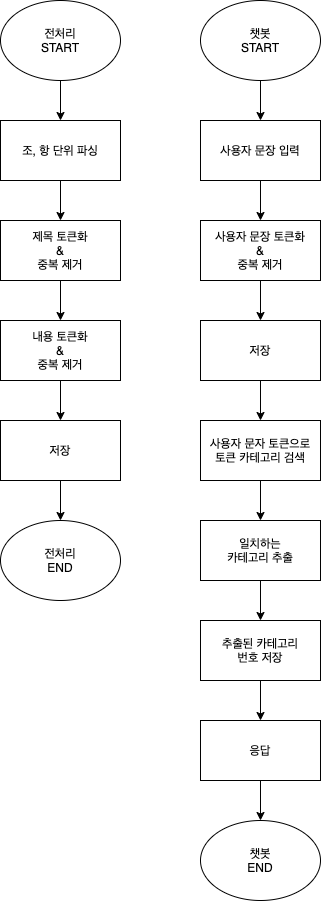 전처리
START
조, 항 단위 파싱
제목 토큰화
&
중복 제거
내용 토큰화
&
중복 제거
저장
전처리
END
챗봇
START
사용자 문장 입력
사용자 문장 토큰화
&
중복 제거
저장
사용자 문자 토큰으로
토큰 카테고리 검색
일치하는
카테고리 추출
추출된 카테고리
번호 저장
응답
챗봇
END